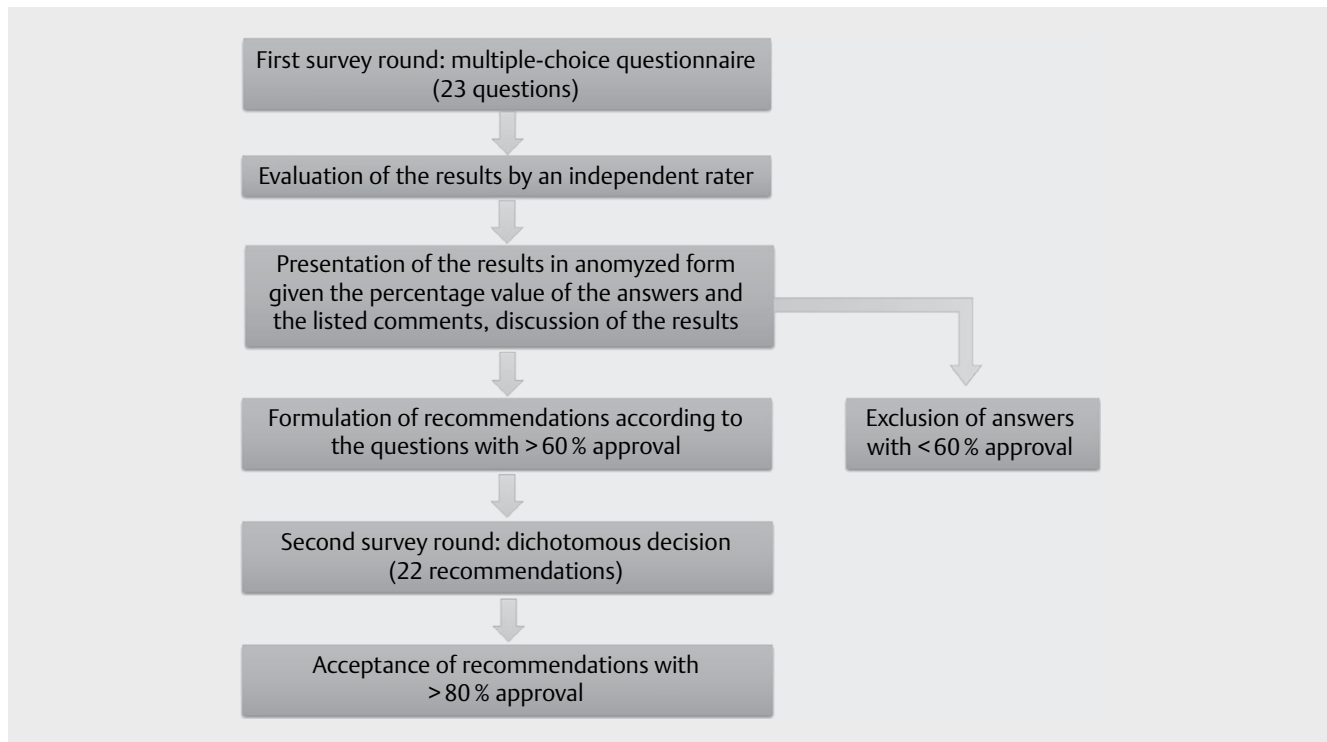 First survey round: multiple-choice questionnaire
(23 questions)
Evaluation of the results by an independent rater
Presentation of the results in anomyzed form
given the percentage value of the answers and
the listed comments, discussion of the results
Formulation of recommendations according to
the questions with > 60 % approval
Exclusion of answers
with < 60 % approval
Second survey round: dichotomous decision
(22 recommendations)
Acceptance of recommendations with
> 80 % approval